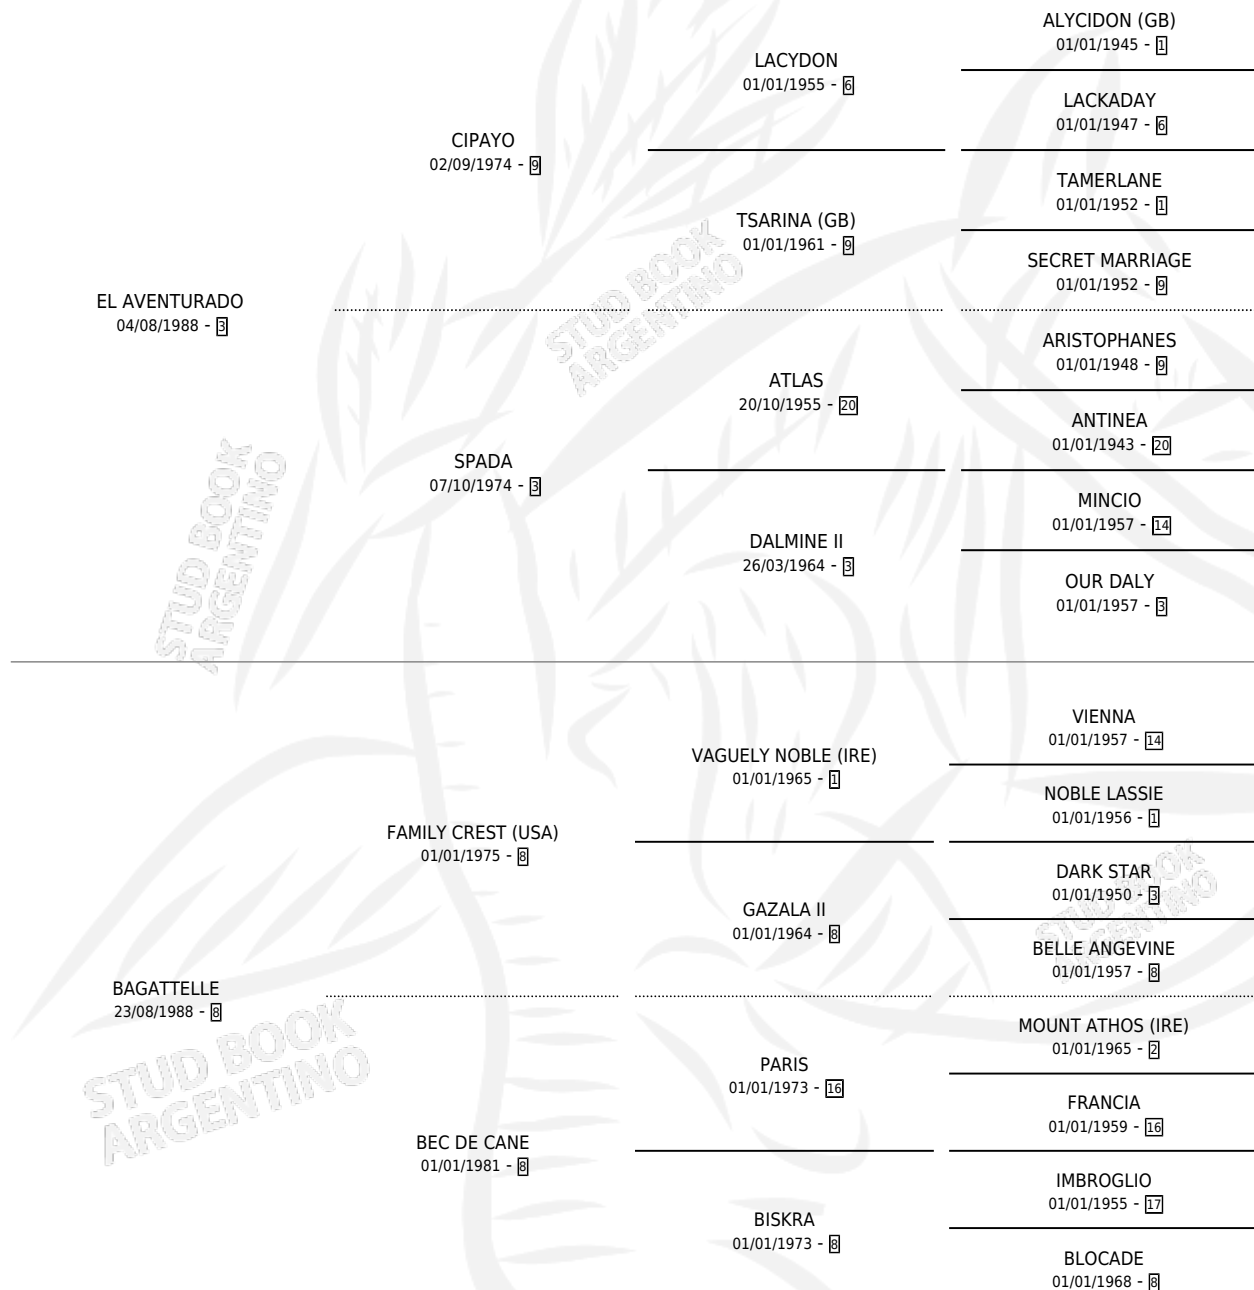 EL AVENTURADO
04/08/1988 - 3
CIPAYO
02/09/1974 - 9
LACYDON
01/01/1955 - 6
ALYCIDON (GB)
01/01/1945 - 1
LACKADAY
01/01/1947 - 6
TSARINA (GB)
01/01/1961 - 9
TAMERLANE
01/01/1952 - 1
SECRET MARRIAGE
01/01/1952 - 9
SPADA
07/10/1974 - 3
ATLAS
20/10/1955 - 20
ARISTOPHANES
01/01/1948 - 9
ANTINEA
01/01/1943 - 20
DALMINE II
26/03/1964 - 3
MINCIO
01/01/1957 - 14
OUR DALY
01/01/1957 - 3
BAGATTELLE
23/08/1988 - 8
FAMILY CREST (USA)
01/01/1975 - 8
VAGUELY NOBLE (IRE)
01/01/1965 - 1
VIENNA
01/01/1957 - 14
NOBLE LASSIE
01/01/1956 - 1
GAZALA II
01/01/1964 - 8
DARK STAR
01/01/1950 - 3
BELLE ANGEVINE
01/01/1957 - 8
BEC DE CANE
01/01/1981 - 8
PARIS
01/01/1973 - 16
MOUNT ATHOS (IRE)
01/01/1965 - 2
FRANCIA
01/01/1959 - 16
BISKRA
01/01/1973 - 8
IMBROGLIO
01/01/1955 - 17
BLOCADE
01/01/1968 - 8
STUD BOOK
ARGENTINO
STUD BOOK
ARGENTINO
STUD BOOK
ARGENTINO
STUD BOOK
ARGENTINO